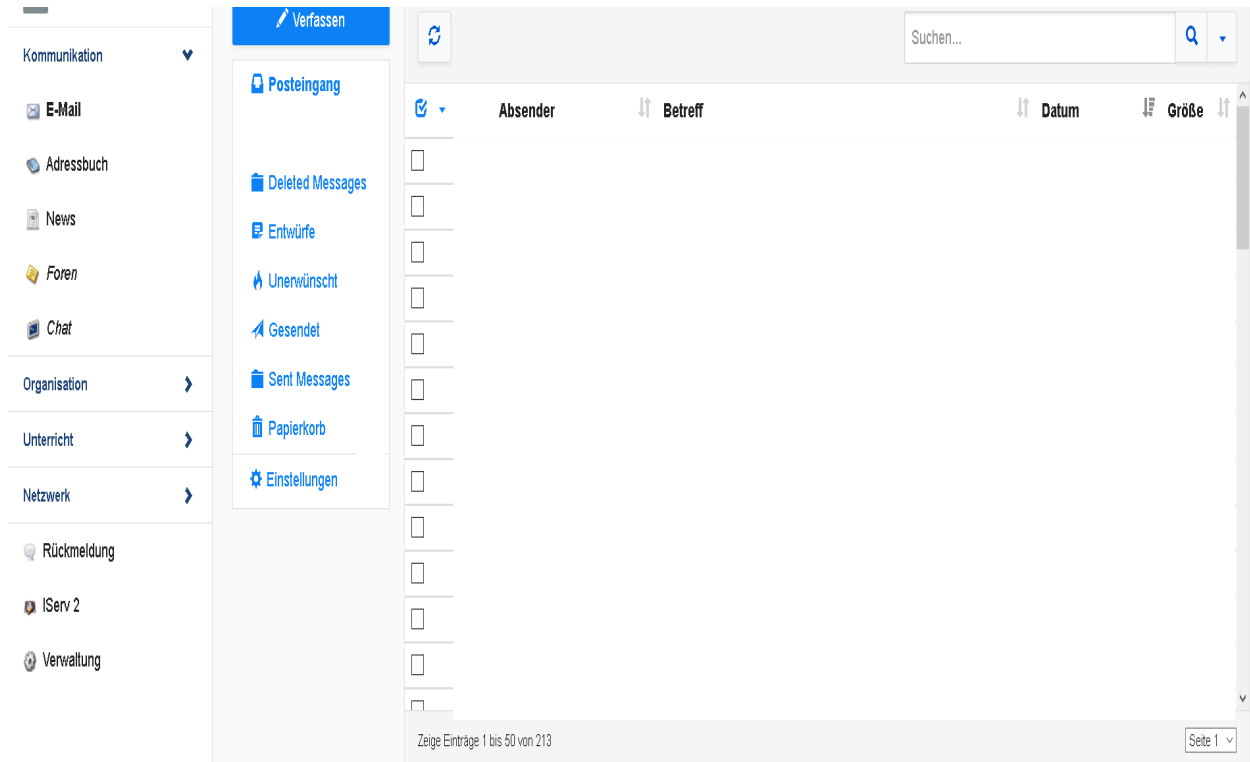 Kommunikation
E-Mail
Adressbuch
News
Foren
Chat
Organisation
Unterricht
Netzwerk
Rückmeldung
IServ 2
Verwaltung
Verfassen
Posteingang
Deleted Messages
Entwürfe
Unerwünscht
Gesendet
Sent Messages
Papierkorb
Einstellungen
Suchen...
Absender Betreff Datum Größe
Zeige Einträge 1 bis 50 von 213
Seite 1